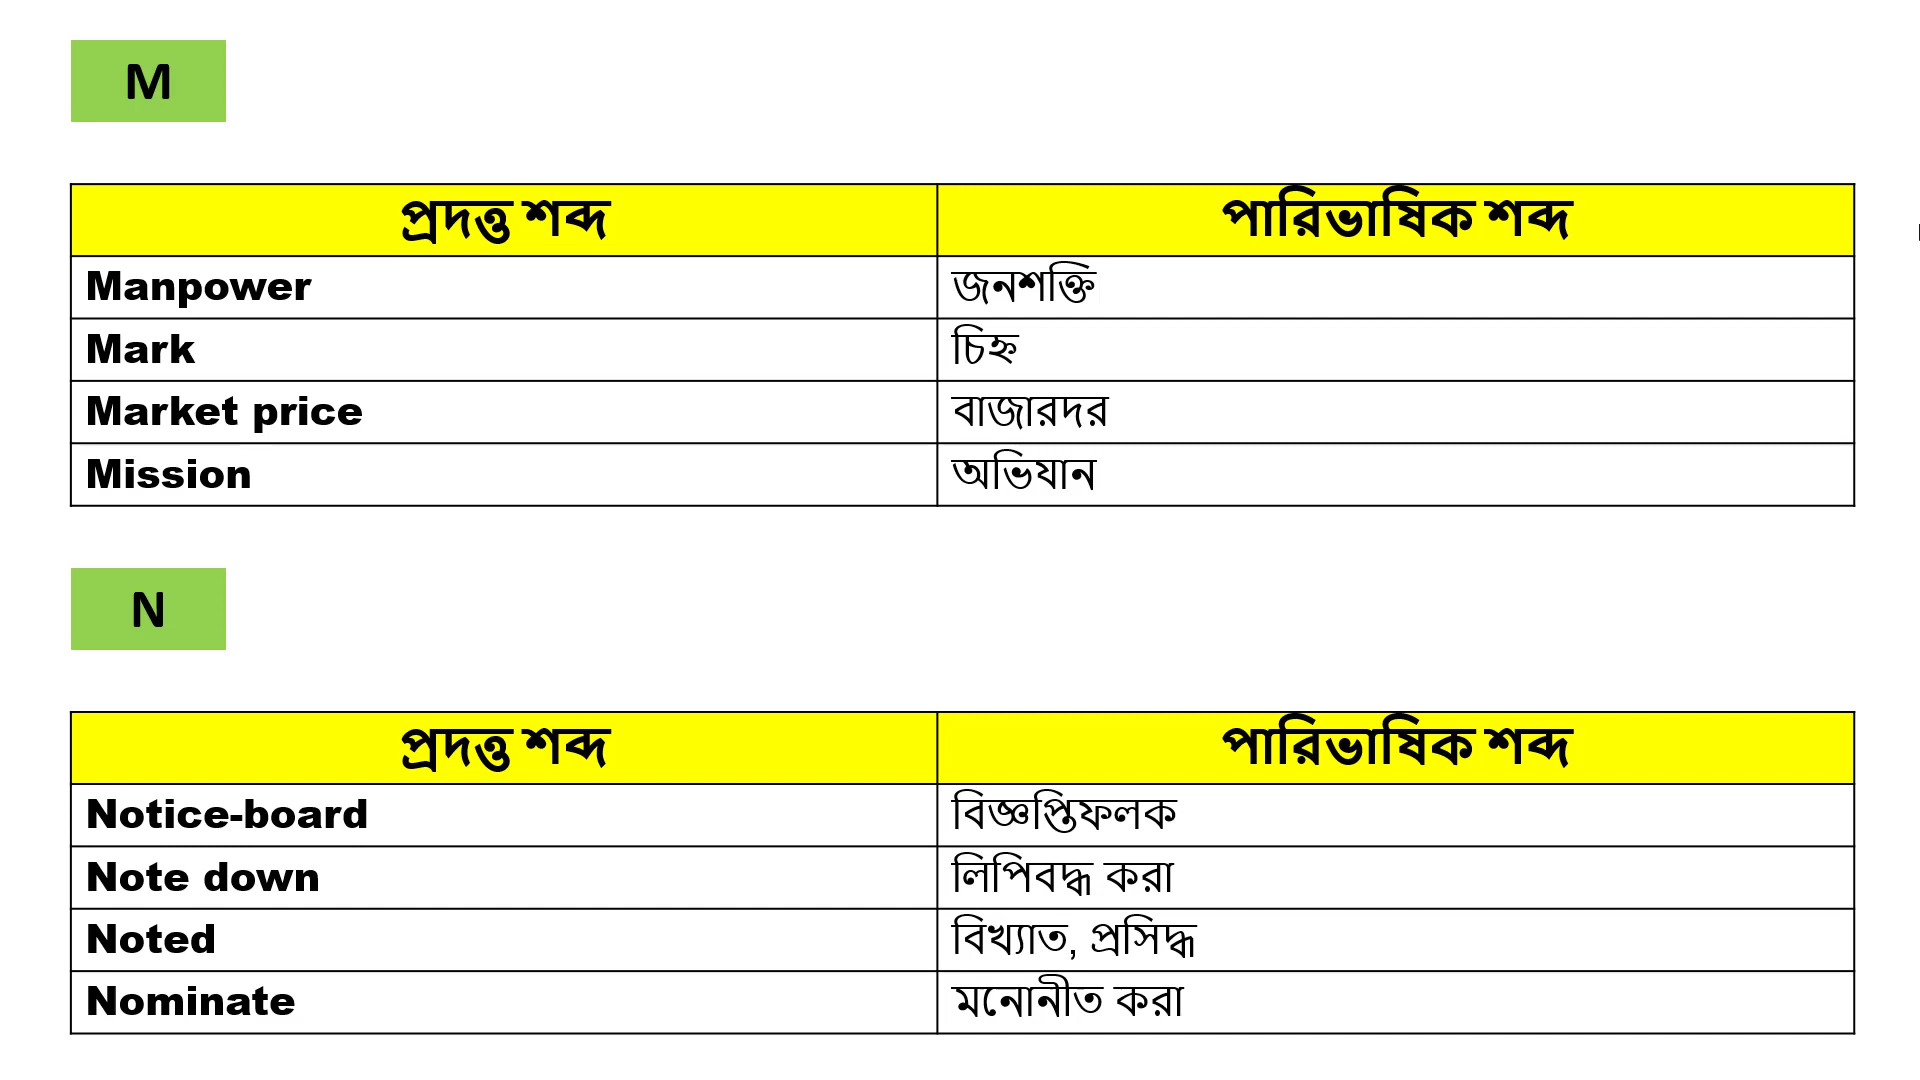 M
প্রদত্ত শব্দ পারিভাষিক শব্দ
Manpower জনশক্তি
Mark চিহ্ন
Market price বাজারদর
Mission অভিযান
N
প্রদত্ত শব্দ পারিভাষিক শব্দ
Notice-board বিজ্ঞপ্তিফলক
Note down লিপিবদ্ধ করা
Noted বিখ্যাত, প্রসিদ্ধ
Nominate মনোনীত করা